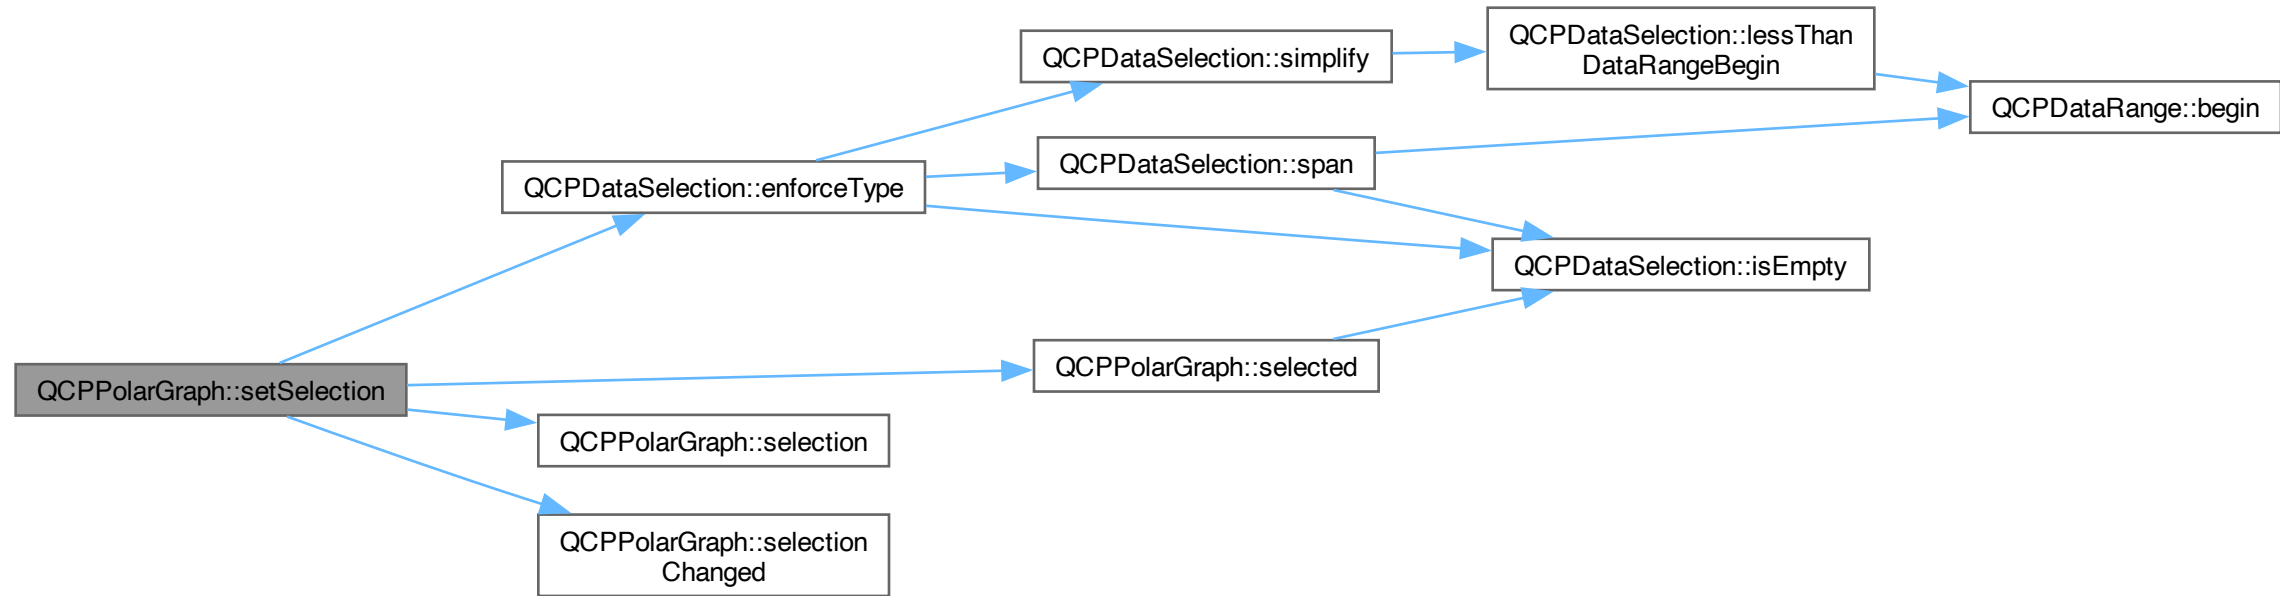 QCPPolarGraph::setSelection
QCPDataSelection::enforceType
QCPDataSelection::simplify
QCPDataSelection::lessThan
DataRangeBegin
QCPDataRange::begin
QCPDataSelection::span
QCPDataSelection::isEmpty
QCPPolarGraph::selected
QCPPolarGraph::selection
QCPPolarGraph::selection
Changed